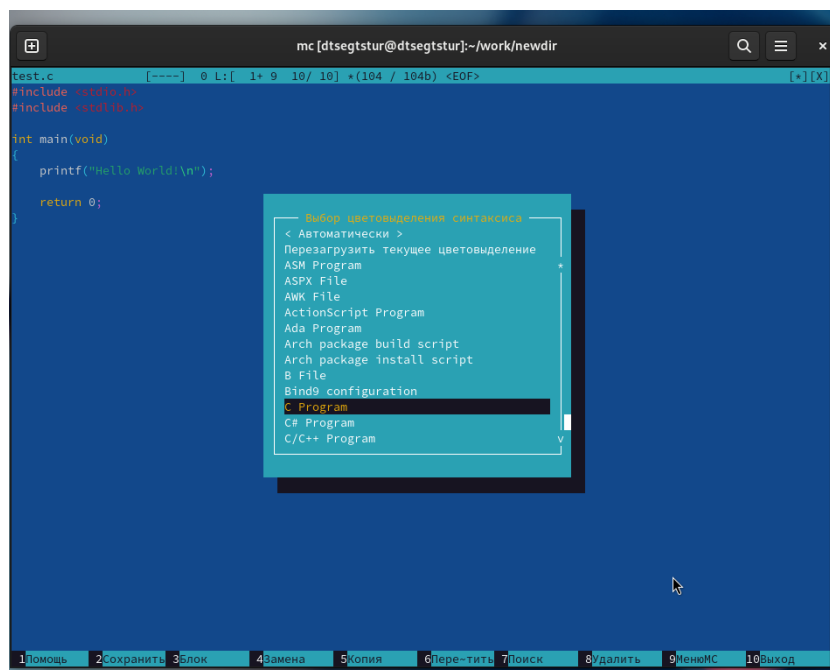 mc [dtsegtstur@dtsegtstur]:~/work/newdir
test.c [----] 0 L:[ 1+ 9 10/ 10] *(104 / 104b) <EOF> [*][X]
#include <stdio.h>
#include <stdlib.h>
int main(void)
{
printf("Hello World!\n");
return 0;
}
Выбор цветовыделения синтаксиса
< Автоматически >
Перезагрузить текущее цветовыделение
ASM Program
ASPX File
AWK File
ActionScript Program
Ada Program
Arch package build script
Arch package install script
B File
Bind9 configuration
C Program
C# Program
C/C++ Program
1Помощь 2Сохранить 3Блок 4Замена 5Копия 6Пере~тить 7Поиск 8Удалить 9МенюMC 10Выход